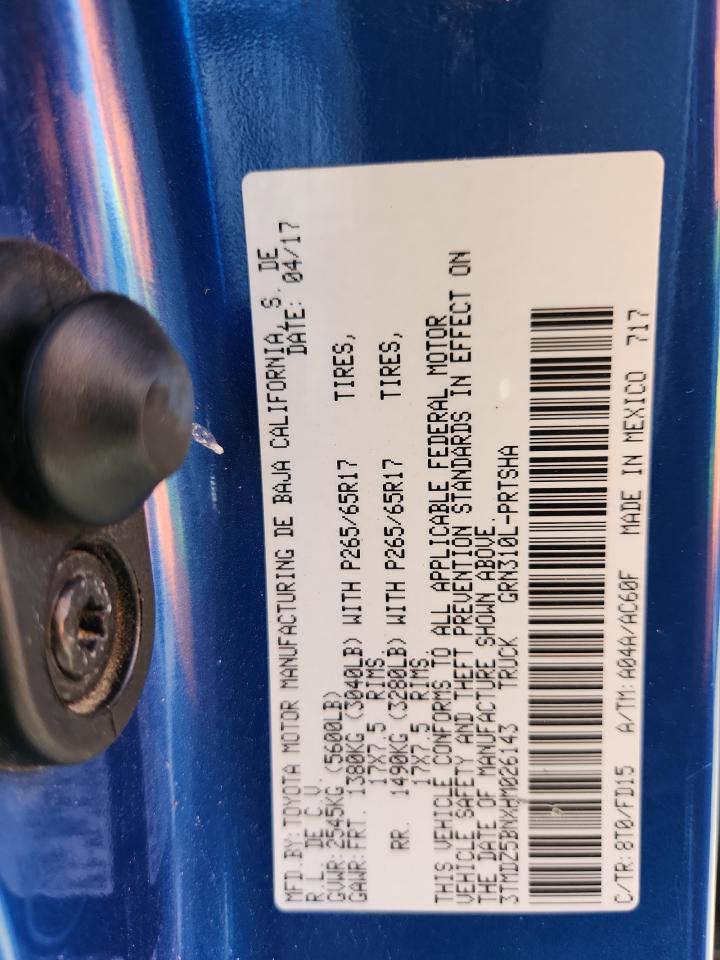 MFD.BY: TOYOTA MOTOR MANUFACTURING DE BAJA CALIFORNIA, S. DE
R.L. DE C.V. DATE: 04/17
GVWR: 2545KG (5600LB)
GAWR: FRT. 1380KG (3040LB) WITH P265/65R17 TIRES,
17X7.5 RIMS
RR. 1490KG (3280LB) WITH P265/65R17 TIRES,
17X7.5 RIMS.
THIS VEHICLE CONFORMS TO ALL APPLICABLE FEDERAL MOTOR
VEHICLE SAFETY AND THEFT PREVENTION STANDARDS IN EFFECT ON
THE DATE OF MANUFACTURE SHOWN ABOVE.
3TMDZ5BNXHM026143 TRUCK GRN310L-PRTSHA
C/TR: 8T0/FD15 A/TM: A04A/AC60F MADE IN MEXICO 717